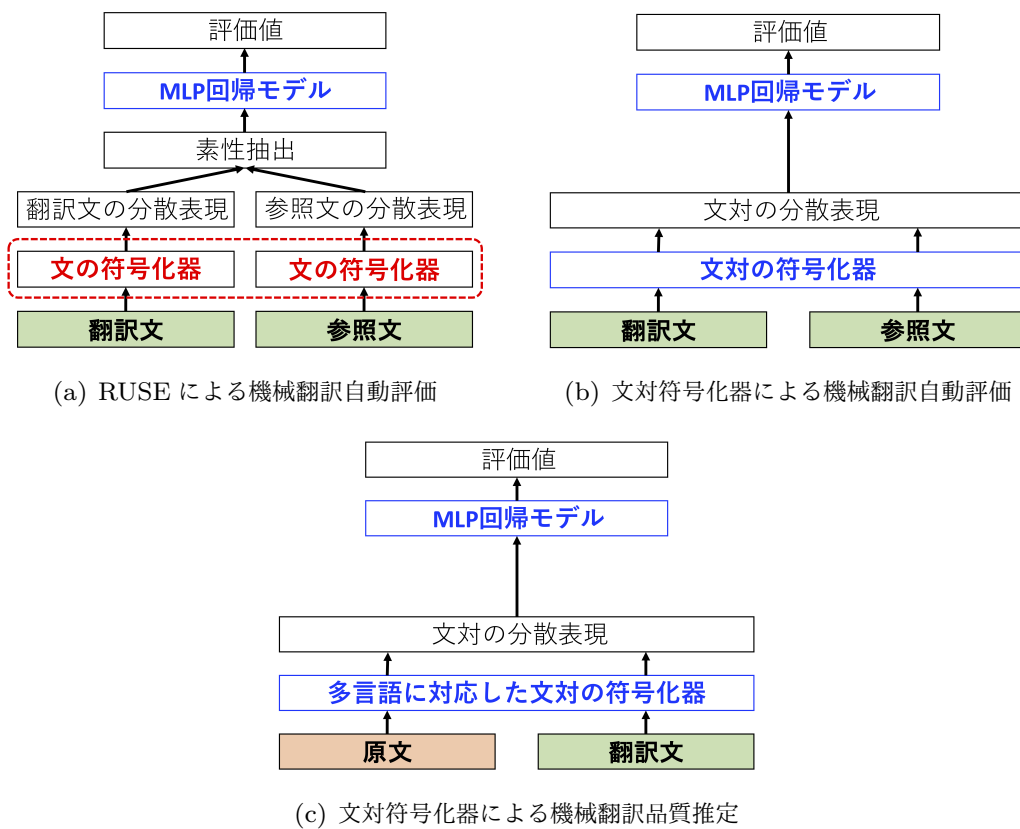 評価値
MLP回帰モデル
素性抽出
翻訳文の分散表現
参照文の分散表現
文の符号化器
文の符号化器
翻訳文
参照文
(a) RUSE による機械翻訳自動評価
評価値
MLP回帰モデル
文対の分散表現
文対の符号化器
翻訳文
参照文
(b) 文対符号化器による機械翻訳自動評価
評価値
MLP回帰モデル
文対の分散表現
多言語に対応した文対の符号化器
原文
翻訳文
(c) 文対符号化器による機械翻訳品質推定